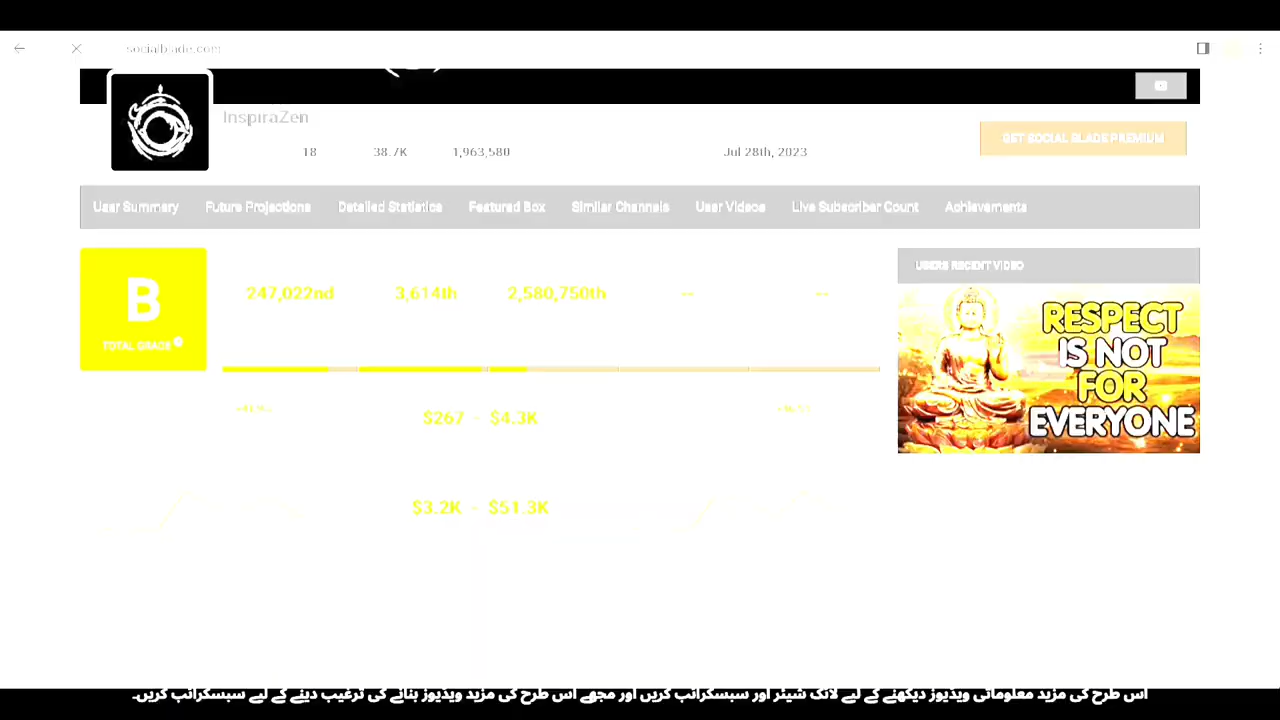 socialblade.com
InspiraZen
18 38.7K 1,963,580 Jul 28th, 2023
GET SOCIAL BLADE PREMIUM
User Summary Future Projections Detailed Statistics Featured Box Similar Channels User Videos Live Subscriber Count Achievements
B
TOTAL GRADE
247,022nd 3,614th 2,580,750th -- --
USERS RECENT VIDEO
RESPECT
IS NOT
FOR
EVERYONE
$267 - $4.3K
$3.2K - $51.3K
اس طرح کی مزید معلوماتی ویڈیوز دیکھنے کے لیے لائک شیئر اور سبسکرائب کریں اور مجھے اس طرح کی مزید ویڈیوز بنانے کی ترغیب دینے کے لیے سبسکرائب کریں۔